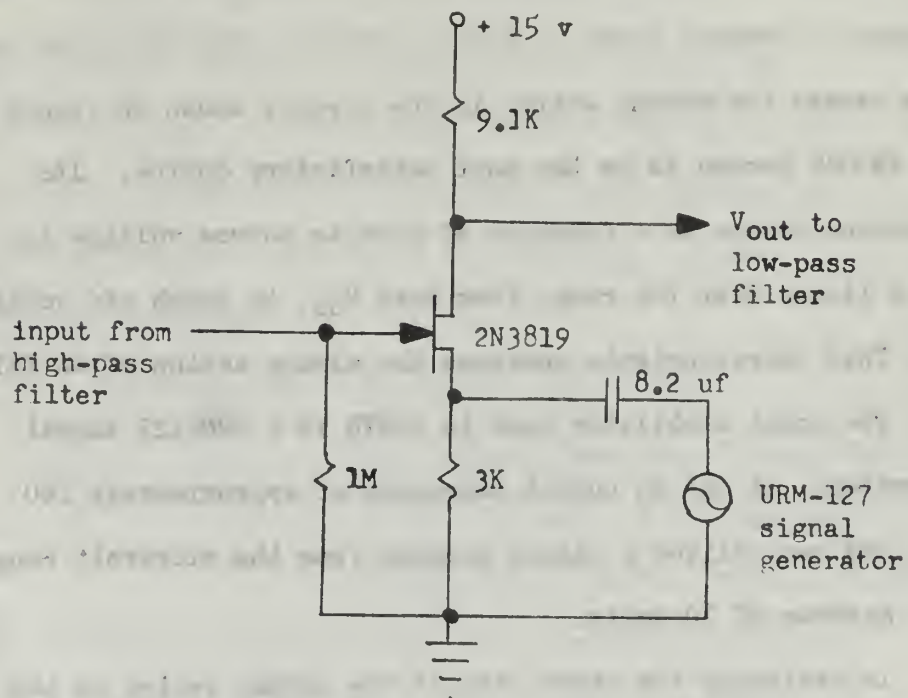 + 15 v
9.1K
V_out to
low-pass
filter
input from
high-pass
filter
2N3819
8.2 uf
1M
3K
URM-127
signal
generator